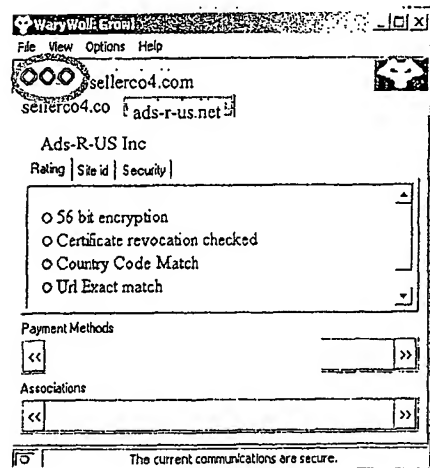 WaryWolf: Growl
File View Options Help
sellerco4.com
sellerco4.co ads-r-us.net
Ads-R-US Inc
Rating Site id Security
56 bit encryption
Certificate revocation checked
Country Code Match
Url Exact match
Payment Methods
<< >>
Associations
<< >>
The current communications are secure.